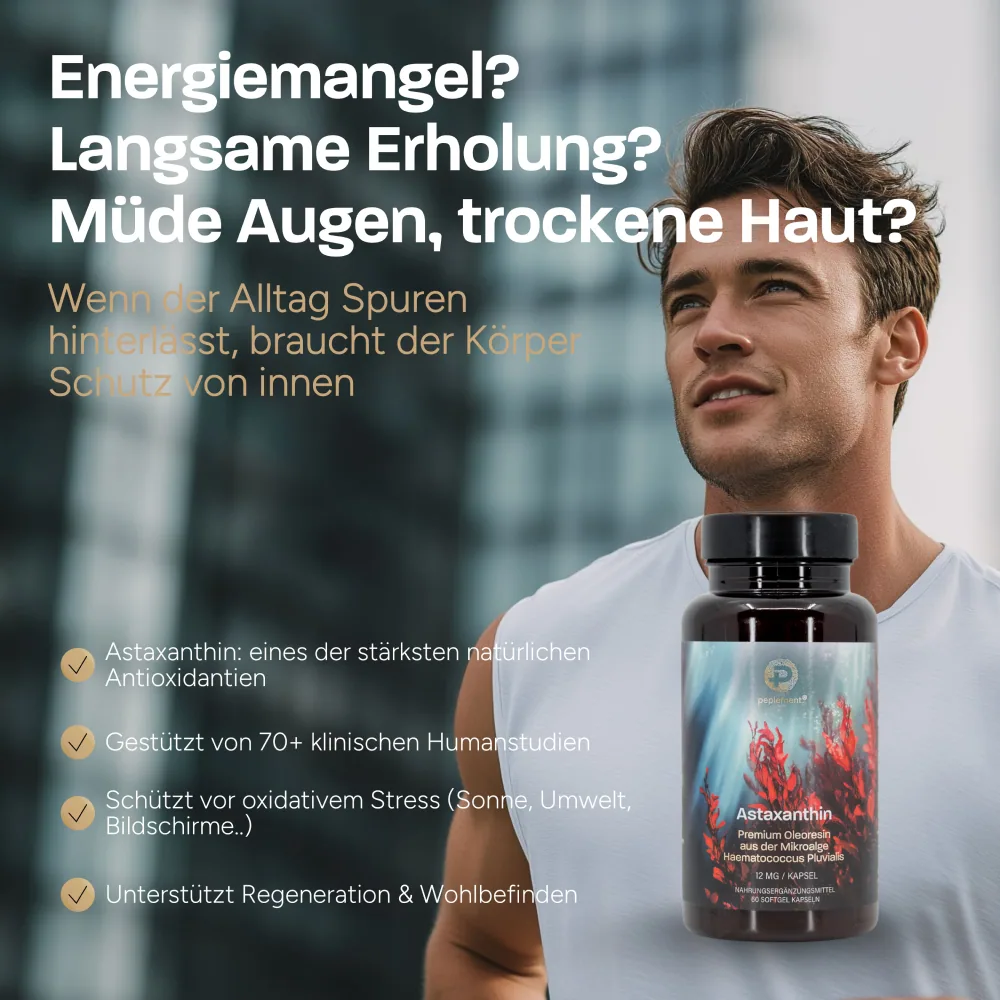 Energiemangel?
Langsame Erholung?
Müde Augen, trockene Haut?
Wenn der Alltag Spuren
hinterlässt, braucht der Körper
Schutz von innen
Astaxanthin: eines der stärksten natürlichen
Antioxidantien
Gestützt von 70+ klinischen Humanstudien
Schützt vor oxidativem Stress (Sonne, Umwelt,
Bildschirme..)
Unterstützt Regeneration & Wohlbefinden
Astaxanthin
Premium Oleoresin
aus der Mikroalge
Haematococcus Pluvialis
12 MG / KAPSEL
NAHRUNGSERGÄNZUNGSMITTEL
60 SOFTGEL KAPSELN